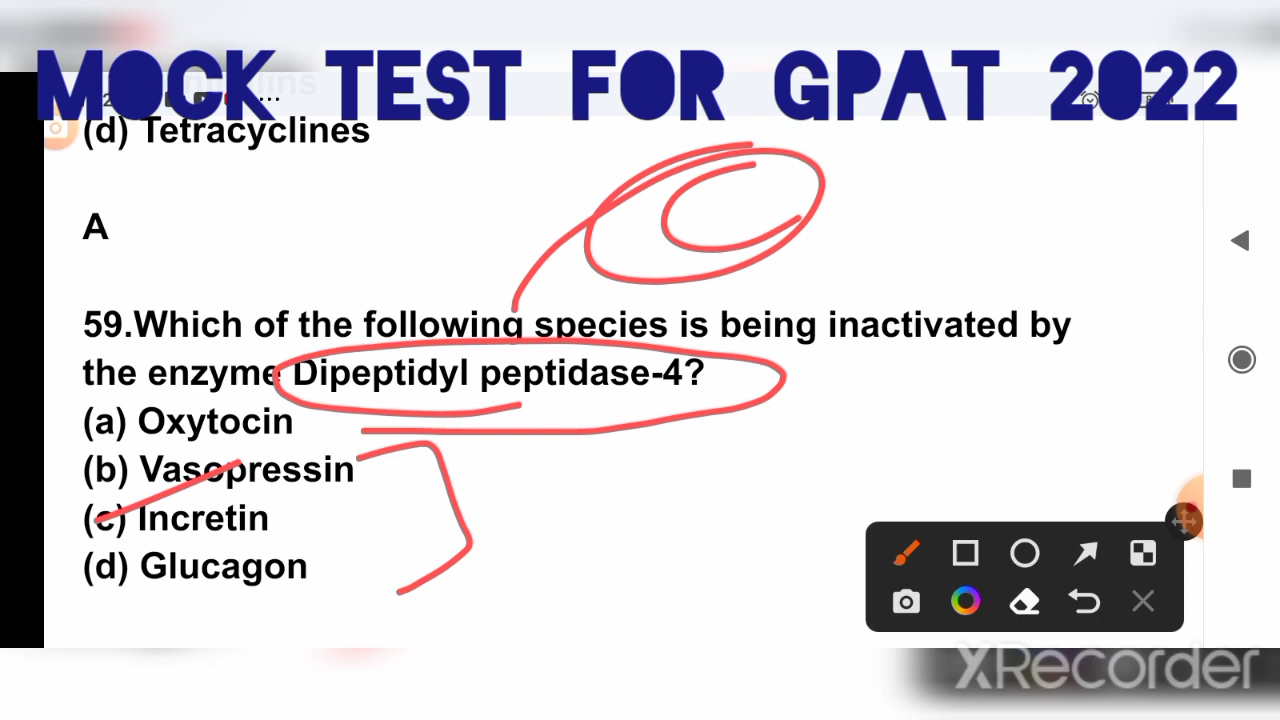 MOCK TEST FOR GPAT 2022
(d) Tetracyclines
A
59.Which of the following species is being inactivated by
the enzyme Dipeptidyl peptidase-4?
(a) Oxytocin
(b) Vasopressin
(c) Incretin
(d) Glucagon
XRecorder